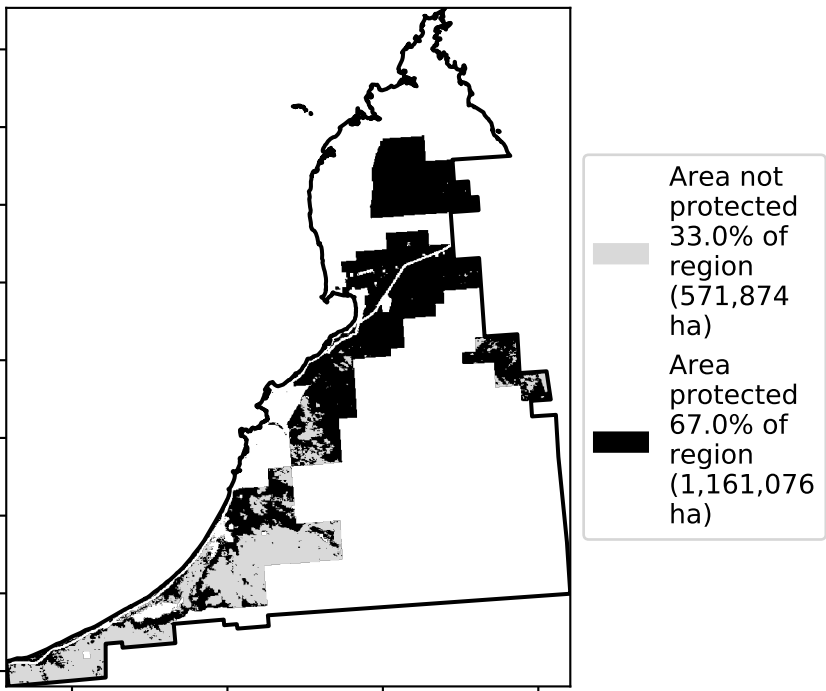 Area not
protected
33.0% of
region
(571,874
ha)
Area
protected
67.0% of
region
(1,161,076
ha)